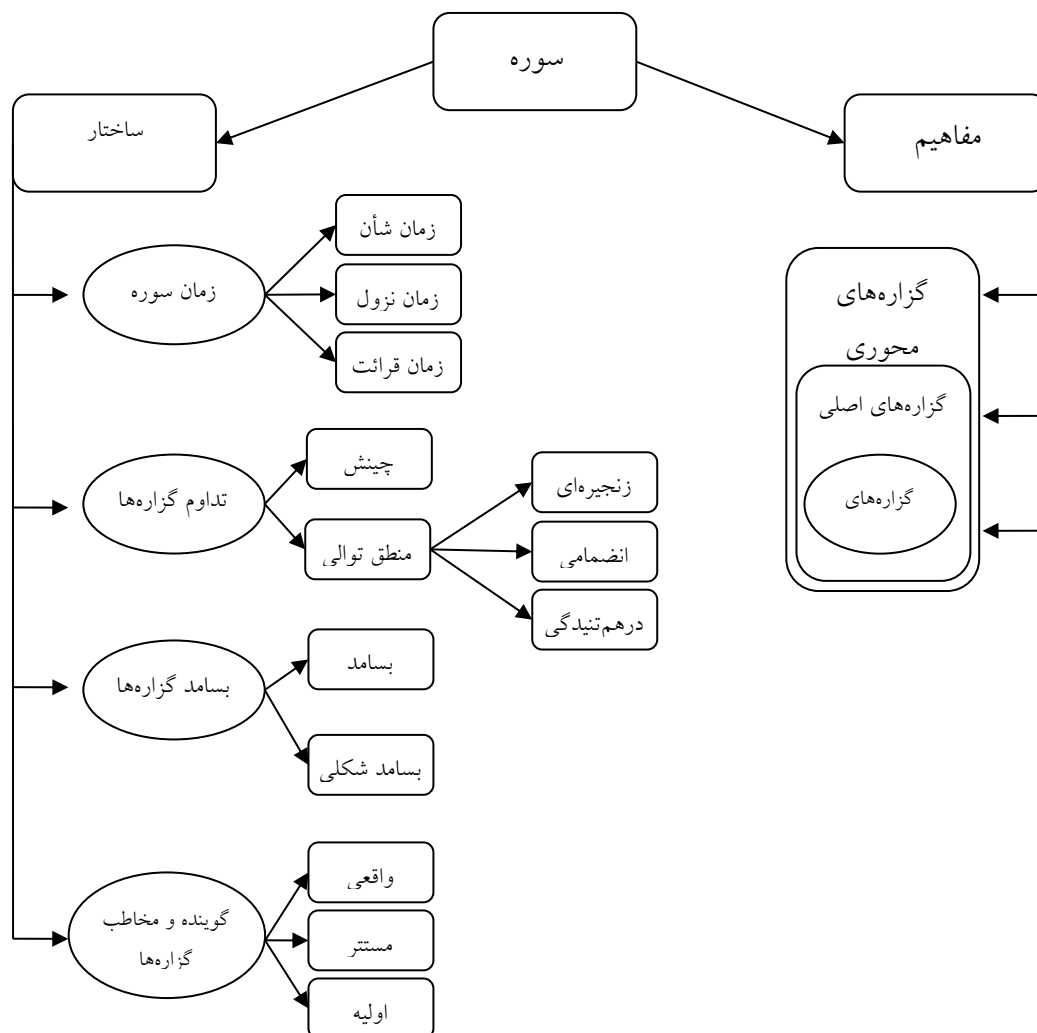 سوره
مفاهیم
ساختار
گزاره‌های
محوری
گزاره‌های اصلی
گزاره‌های
زمان سوره
زمان شأن
زمان نزول
زمان قرائت
تداوم گزاره‌ها
چینش
منطق توالی
زنجیره‌ای
انضمامی
درهم‌تنیدگی
بسامد گزاره‌ها
بسامد
بسامد شکلی
گوینده و مخاطب
گزاره‌ها
واقعی
مستتر
اولیه